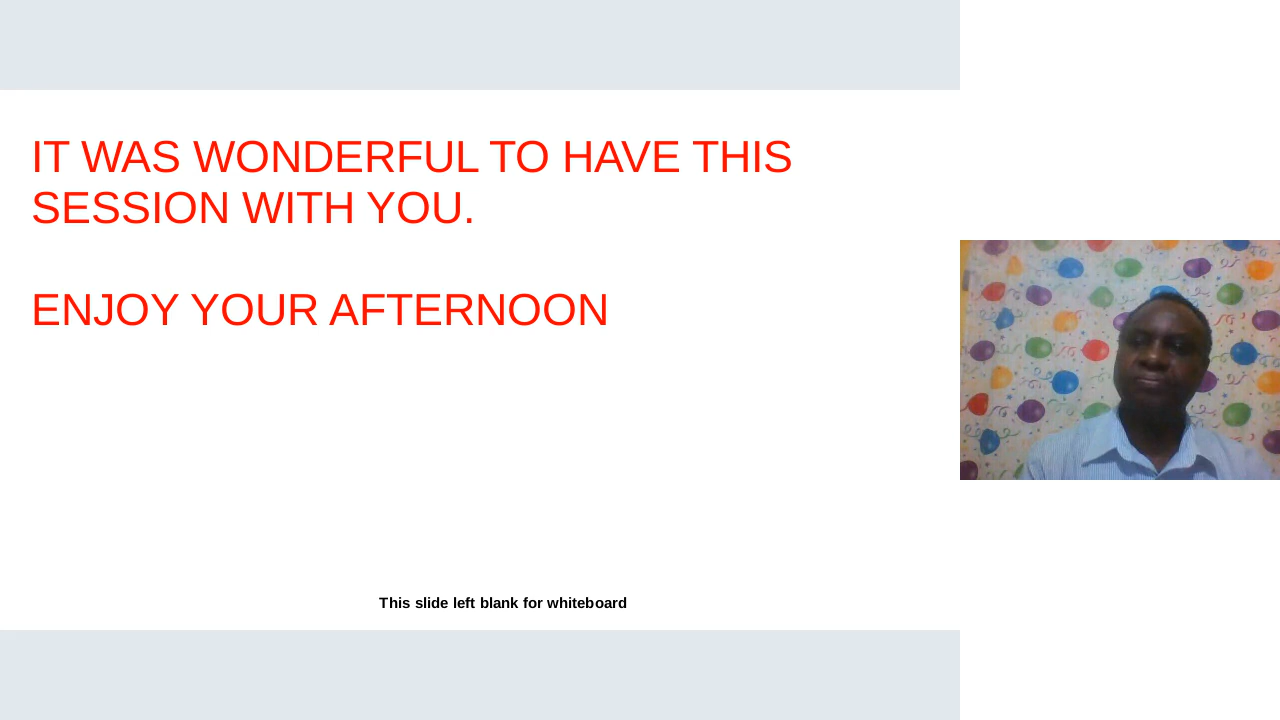 IT WAS WONDERFUL TO HAVE THIS
SESSION WITH YOU.
ENJOY YOUR AFTERNOON
This slide left blank for whiteboard